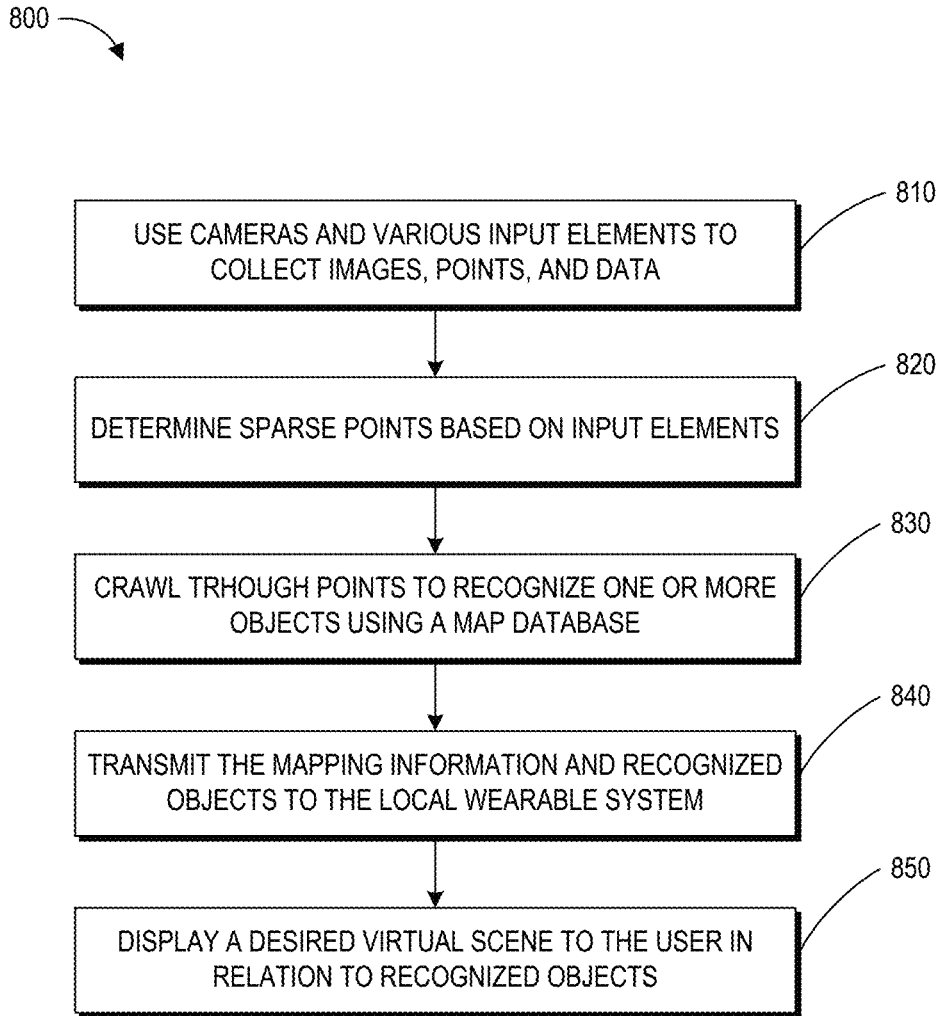 800
810
USE CAMERAS AND VARIOUS INPUT ELEMENTS TO
COLLECT IMAGES, POINTS, AND DATA
820
DETERMINE SPARSE POINTS BASED ON INPUT ELEMENTS
830
CRAWL TRHOUGH POINTS TO RECOGNIZE ONE OR MORE
OBJECTS USING A MAP DATABASE
840
TRANSMIT THE MAPPING INFORMATION AND RECOGNIZED
OBJECTS TO THE LOCAL WEARABLE SYSTEM
850
DISPLAY A DESIRED VIRTUAL SCENE TO THE USER IN
RELATION TO RECOGNIZED OBJECTS